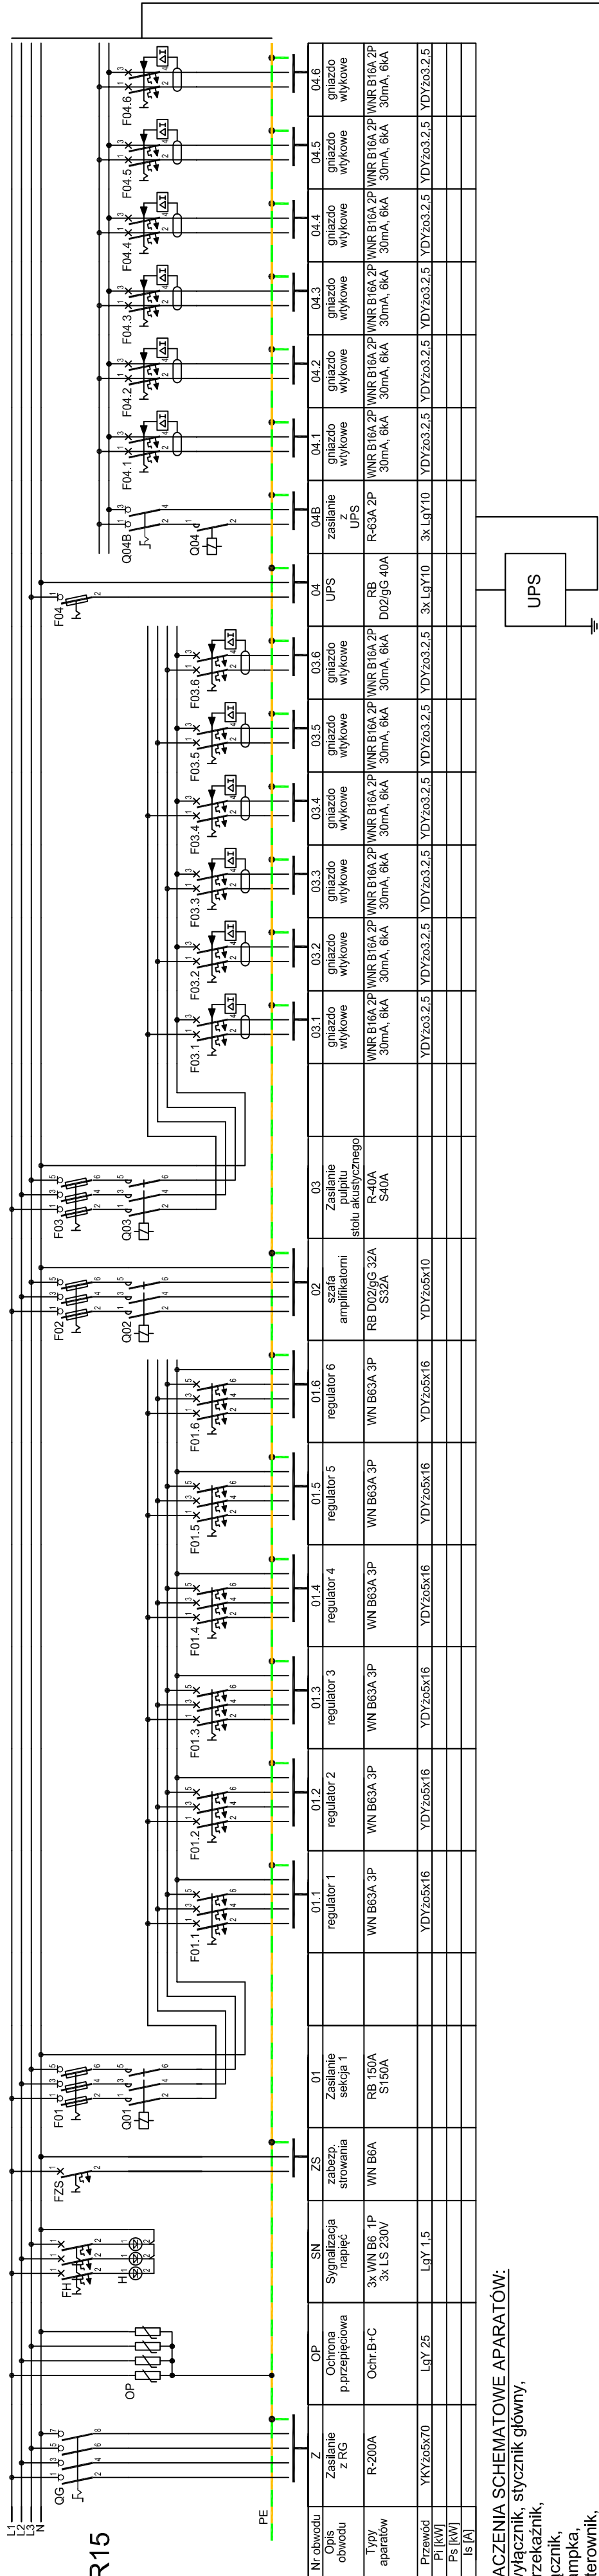 R15
L1
L2
L3
N
PE
QG
OP
FH
H
FZS
F01
Q01
F01.1
F01.2
F01.3
F01.4
F01.5
F01.6
F02
Q02
F03
Q03
F03.1
F03.2
F03.3
F03.4
F03.5
F03.6
F04
Q04B
Q04
F04.1
F04.2
F04.3
F04.4
F04.5
F04.6
Nr obwodu
Opis
obwodu
Typy
aparatów
Przewód
Pi [kW]
Ps [kW]
Is [A]
Z
Zasilanie
z RG
R-200A
YKYżo5x70
OP
Ochrona
p.przepięciowa
Ochr.B+C
LgY 25
SN
Sygnalizacja
napięć
3x WN B6 1P
3x LS 230V
LgY 1,5
ZS
zabezp.
strowania
WN B6A
01
Zasilanie
sekcja 1
RB 150A
S150A
01.1
regulator 1
WN B63A 3P
YDYżo5x16
01.2
regulator 2
WN B63A 3P
YDYżo5x16
01.3
regulator 3
WN B63A 3P
YDYżo5x16
01.4
regulator 4
WN B63A 3P
YDYżo5x16
01.5
regulator 5
WN B63A 3P
YDYżo5x16
01.6
regulator 6
WN B63A 3P
YDYżo5x16
02
szafa
amplifikatorni
RB D02/gG 32A
S32A
YDYżo5x10
03
Zasilanie
pulpitu
stołu akustycznego
R-40A
S40A
03.1
gniazdo
wtykowe
WNR B16A 2P
30mA, 6kA
YDYżo3.2,5
03.2
gniazdo
wtykowe
WNR B16A 2P
30mA, 6kA
YDYżo3.2,5
03.3
gniazdo
wtykowe
WNR B16A 2P
30mA, 6kA
YDYżo3.2,5
03.4
gniazdo
wtykowe
WNR B16A 2P
30mA, 6kA
YDYżo3.2,5
03.5
gniazdo
wtykowe
WNR B16A 2P
30mA, 6kA
YDYżo3.2,5
03.6
gniazdo
wtykowe
WNR B16A 2P
30mA, 6kA
YDYżo3.2,5
04
UPS
RB
D02/gG 40A
3x LgY10
04B
zasilanie
z
UPS
R-63A 2P
3x LgY10
04.1
gniazdo
wtykowe
WNR B16A 2P
30mA, 6kA
YDYżo3.2,5
04.2
gniazdo
wtykowe
WNR B16A 2P
30mA, 6kA
YDYżo3.2,5
04.3
gniazdo
wtykowe
WNR B16A 2P
30mA, 6kA
YDYżo3.2,5
04.4
gniazdo
wtykowe
WNR B16A 2P
30mA, 6kA
YDYżo3.2,5
04.5
gniazdo
wtykowe
WNR B16A 2P
30mA, 6kA
YDYżo3.2,5
04.6
gniazdo
wtykowe
WNR B16A 2P
30mA, 6kA
YDYżo3.2,5
UPS
ACZENIA SCHEMATOWE APARATÓW:
yłącznik, stycznik główny,
rzekaźnik,
cznik,
mpka,
terownik,